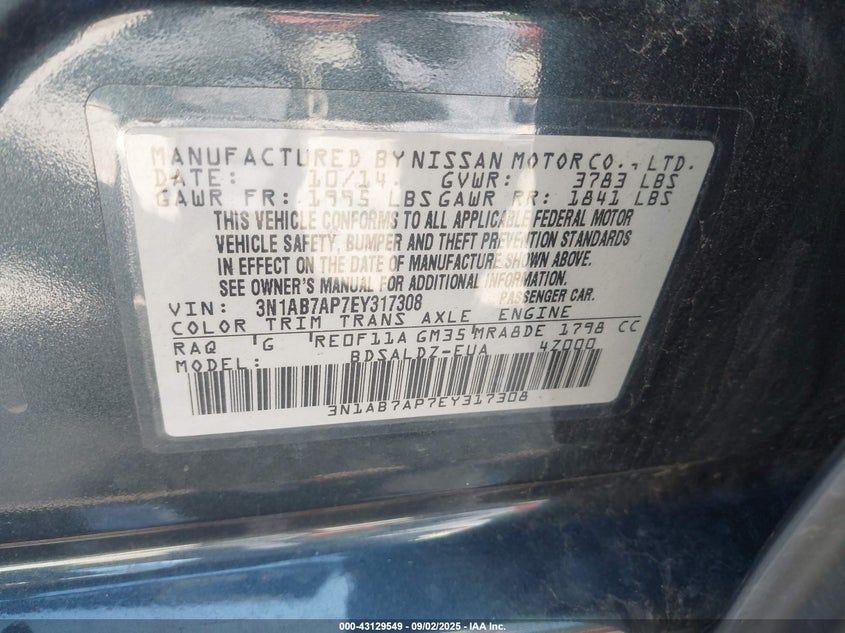 MANUFACTURED BY NISSAN MOTOR CO., LTD.
DATE: 10/14 GVWR: 3783 LBS
GAWR FR: 1995 LBS GAWR RR: 1841 LBS
THIS VEHICLE CONFORMS TO ALL APPLICABLE FEDERAL MOTOR
VEHICLE SAFETY, BUMPER AND THEFT PREVENTION STANDARDS
IN EFFECT ON THE DATE OF MANUFACTURE SHOWN ABOVE.
SEE OWNER'S MANUAL FOR ADDITIONAL INFORMATION.
VIN: 3N1AB7AP7EY317308 PASSENGER CAR.
COLOR TRIM TRANS AXLE ENGINE
RAQ G RE0F11A GM35 MRA8DE 1798 CC
MODEL: BDSALDZ-EUA 4Z000
3N1AB7AP7EY317308
000-43129549 - 09/02/2025 - IAA Inc.